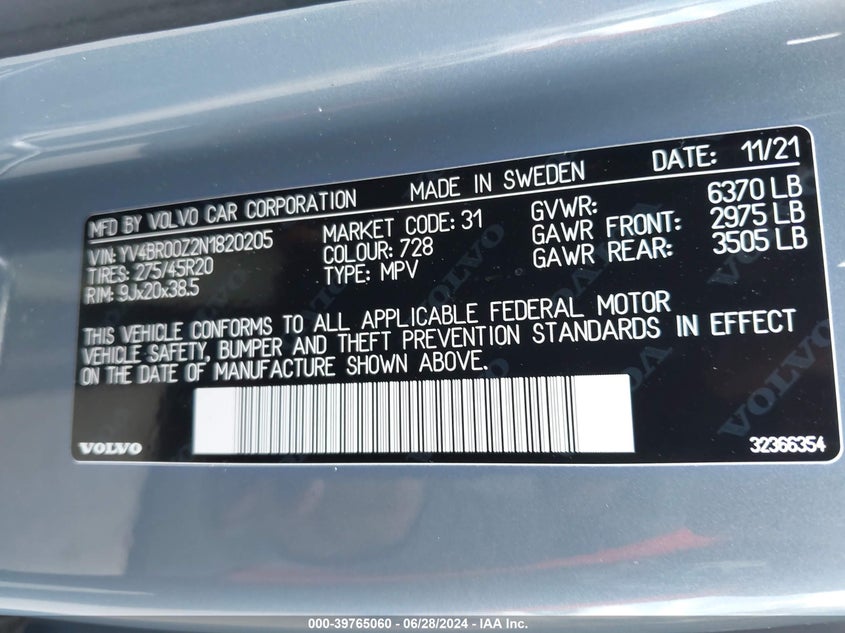 MFD BY VOLVO CAR CORPORATION MADE IN SWEDEN DATE: 11/21
VIN: YV4BR00Z2N1820205 MARKET CODE: 31 GVWR: 6370 LB
TIRES: 275/45R20 COLOUR: 728 GAWR FRONT: 2975 LB
RIM: 9Jx20x38.5 TYPE: MPV GAWR REAR: 3505 LB
THIS VEHICLE CONFORMS TO ALL APPLICABLE FEDERAL MOTOR
VEHICLE SAFETY, BUMPER AND THEFT PREVENTION STANDARDS IN EFFECT
ON THE DATE OF MANUFACTURE SHOWN ABOVE.
VOLVO 32366354
000-39765060 - 06/28/2024 - IAA Inc.